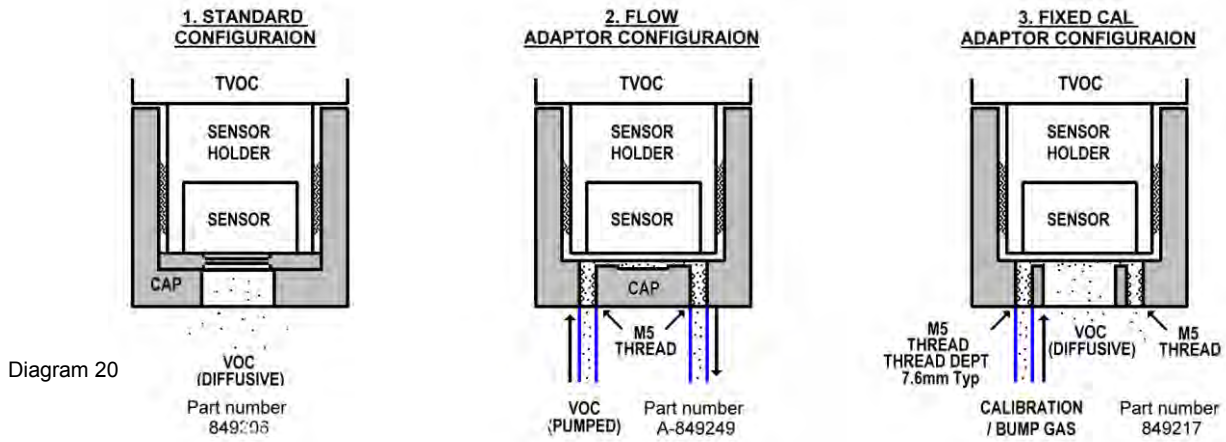 1. STANDARD
CONFIGURAION
TVOC
SENSOR
HOLDER
SENSOR
CAP
VOC
(DIFFUSIVE)
Part number
849206
2. FLOW
ADAPTOR CONFIGURAION
TVOC
SENSOR
HOLDER
SENSOR
CAP
M5
THREAD
VOC
(PUMPED)
Part number
A-849249
3. FIXED CAL
ADAPTOR CONFIGURAION
TVOC
SENSOR
HOLDER
SENSOR
M5
THREAD
THREAD DEPT
7.6mm Typ
VOC
(DIFFUSIVE)
M5
THREAD
CALIBRATION
/ BUMP GAS
Part number
849217
Diagram 20